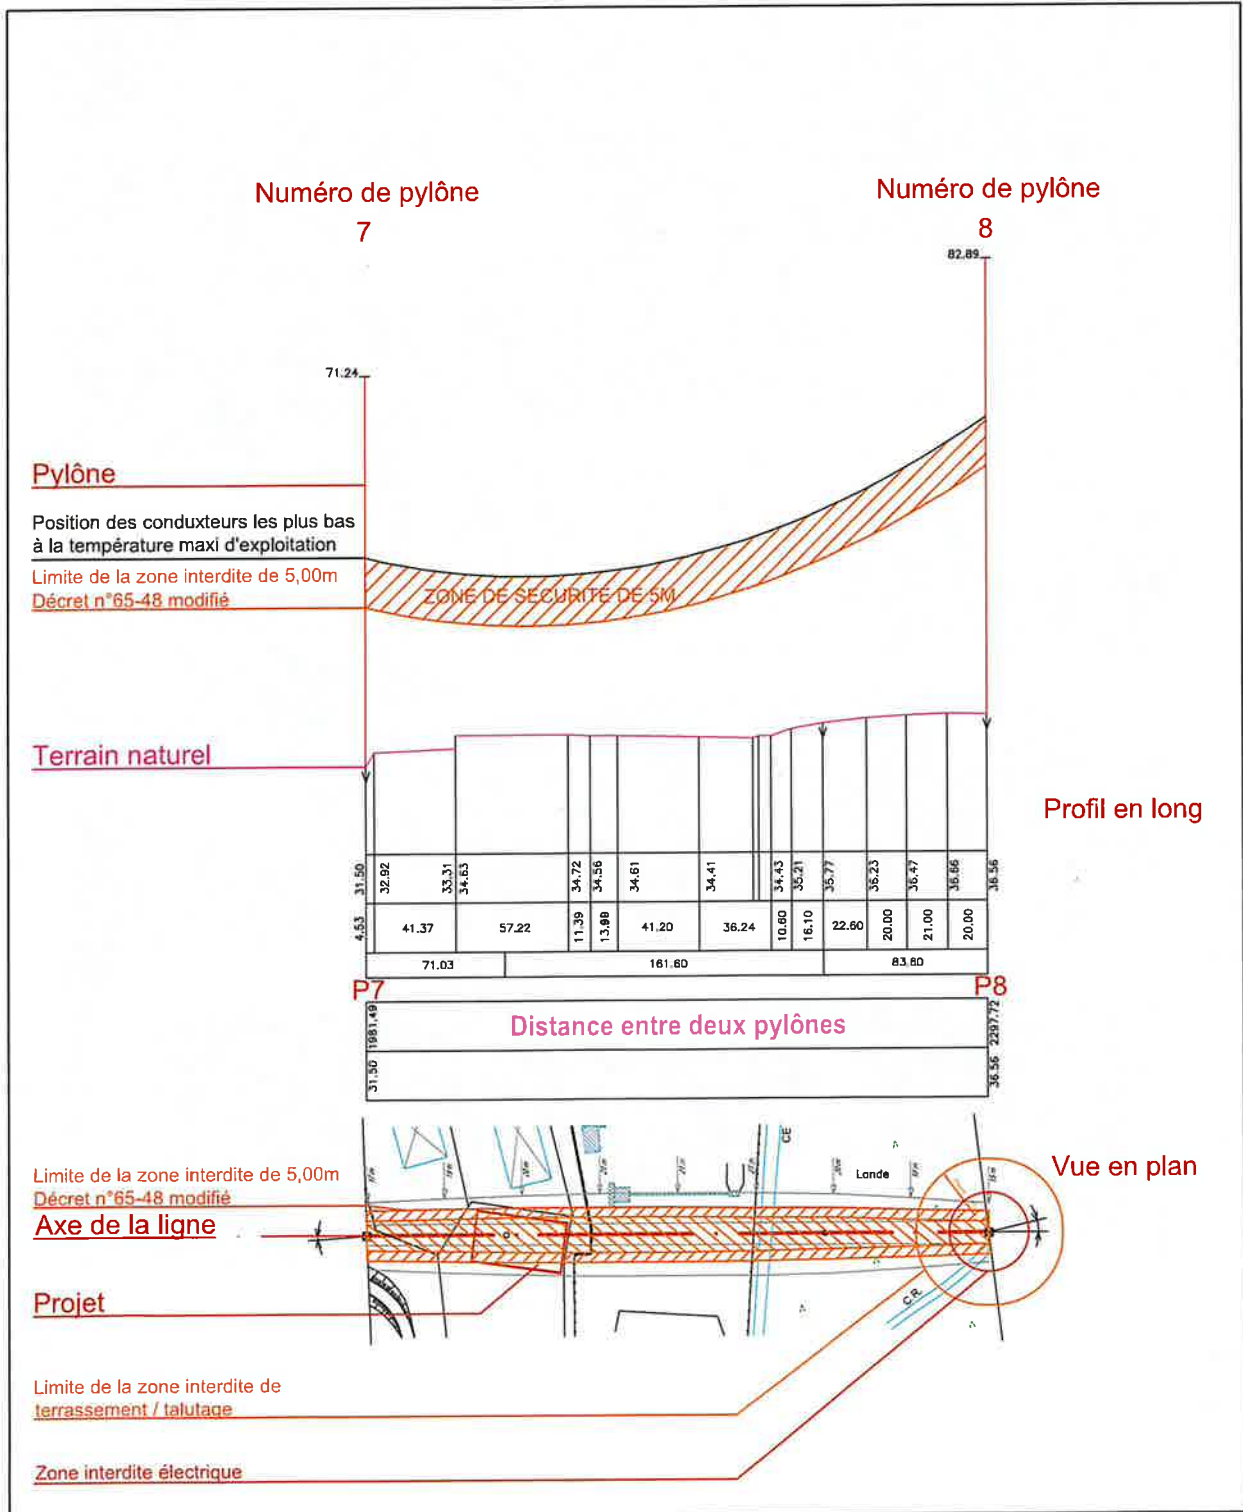 Numéro de pylône
7
Numéro de pylône
8
82.89
71.24
Pylône
Position des conduxteurs les plus bas
à la température maxi d'exploitation
Limite de la zone interdite de 5,00m
Décret n°65-48 modifié
ZONE DE SECURITE DE 5M
Terrain naturel
Profil en long
31.50 32.92 33.31 34.63 34.72 34.56 34.61 34.41 34.43 35.21 35.77 36.23 36.47 36.66 36.56
4.53 41.37 57.22 11.39 13.98 41.20 36.24 10.60 16.10 22.60 20.00 21.00 20.00
71.03 161.60 83.80
P7 P8
1981.49 Distance entre deux pylônes 2297.72
31.50 36.56
CE
Londe
Vue en plan
Limite de la zone interdite de 5,00m
Décret n°65-48 modifié
Axe de la ligne
Projet
C.R.
Limite de la zone interdite de
terrassement / talutage
Zone interdite électrique